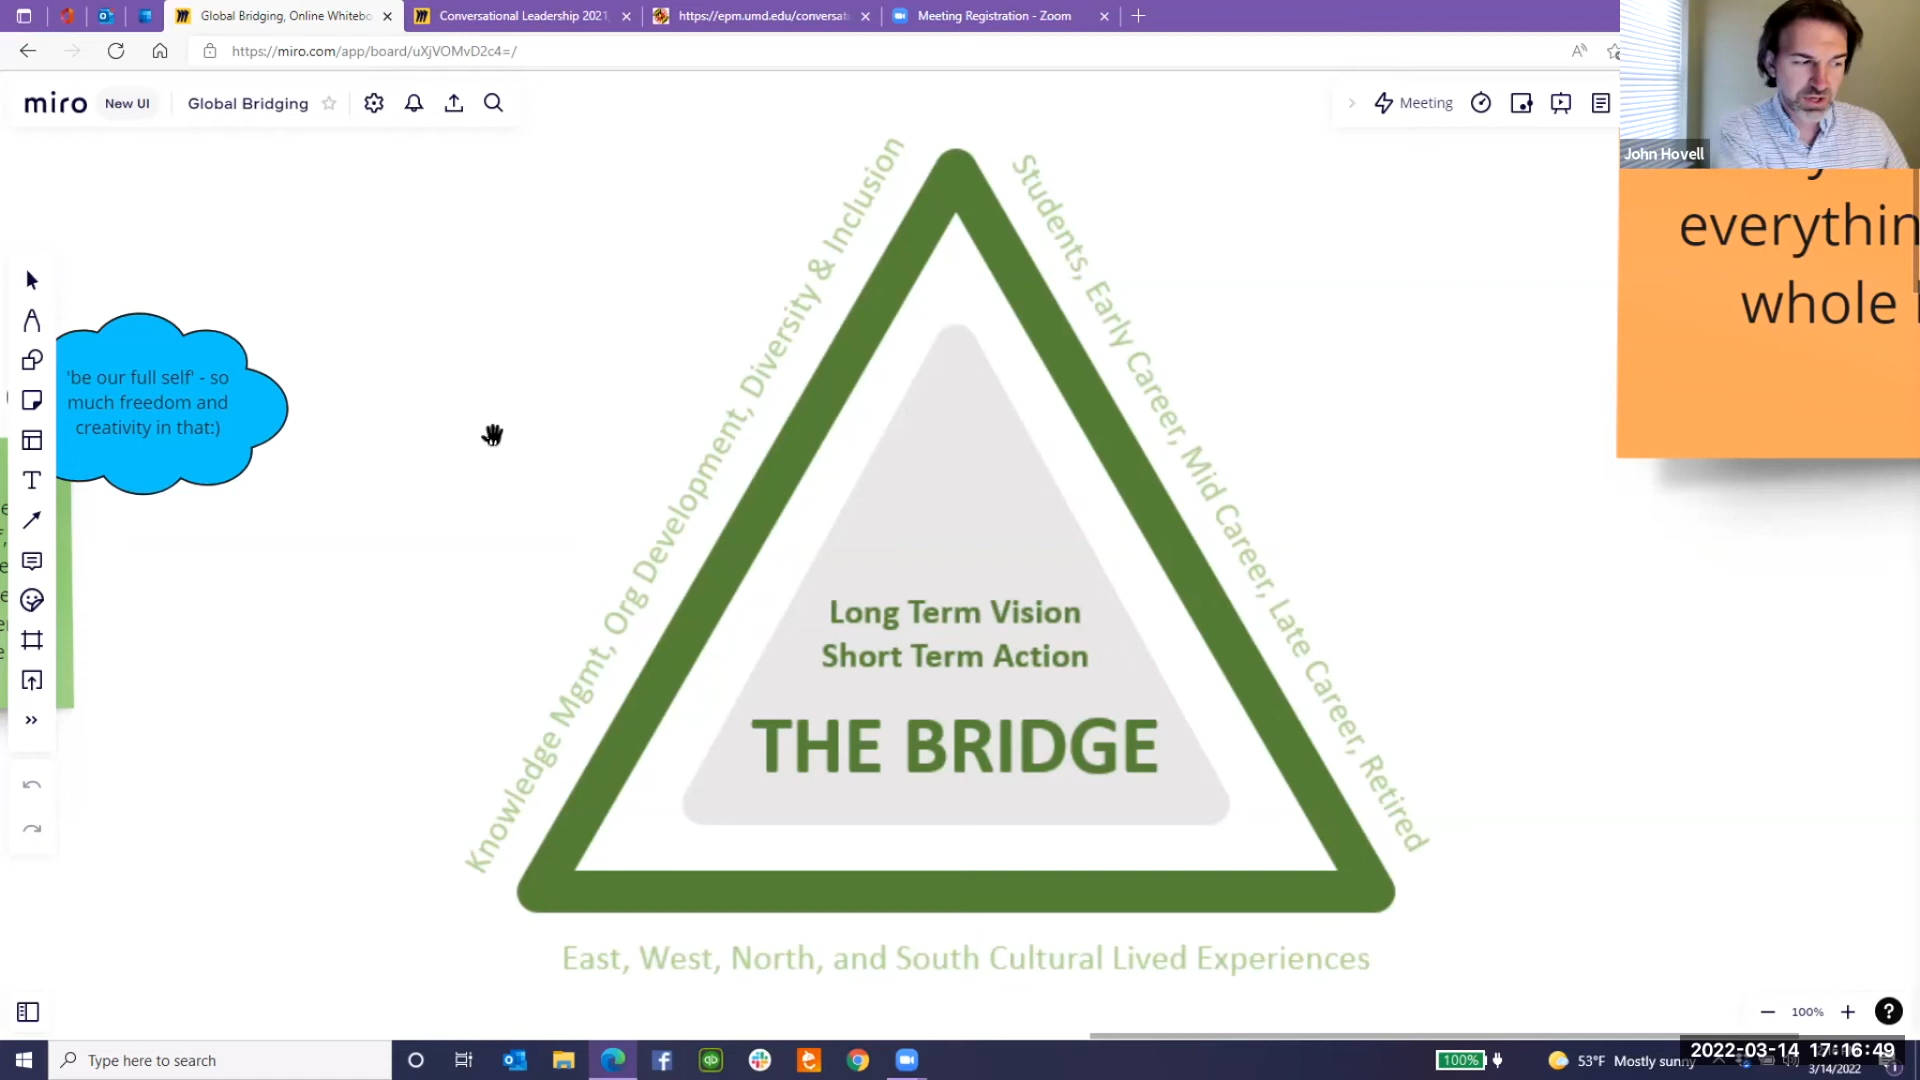 Global Bridging, Online Whitebo
Conversational Leadership 2021
https://epm.umd.edu/conversat
Meeting Registration - Zoom
https://miro.com/app/board/uXjVOMvD2c4=/
miro
New UI
Global Bridging
Meeting
John Hovell
everythin
whole
'be our full self' - so
much freedom and
creativity in that:)
Knowledge Mgmt, Org Development, Diversity & Inclusion
Students, Early Career, Mid Career, Late Career, Retired
Long Term Vision
Short Term Action
THE BRIDGE
East, West, North, and South Cultural Lived Experiences
100%
Type here to search
100%
53°F Mostly sunny
2022-03-14 17:16:49
3/14/2022